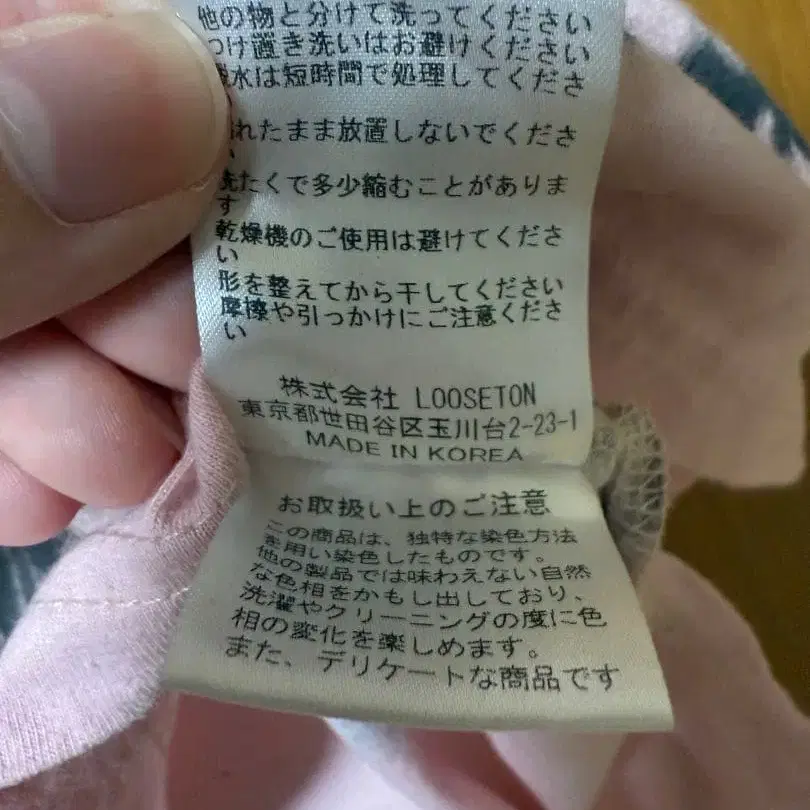 他の物と分けて洗ってください
つけ置き洗いはお避けください
水は短時間で処理してくださ
い
れたまま放置しないでくださ
い
洗たくで多少縮むことがありま
す
乾燥機のご使用は避けてくださ
い
形を整えてから干してください
摩擦や引っかけにご注意くださ
い
株式会社 LOOSETON
東京都世田谷区玉川台2-23-1
MADE IN KOREA
お取扱い上のご注意
この商品は、独特な染色方法
を用い染色したものです。
他の製品では味わえない自然
な色相をかもし出しており、
洗濯やクリーニングの度に色
相の変化を楽しめます。
また、デリケートな商品です